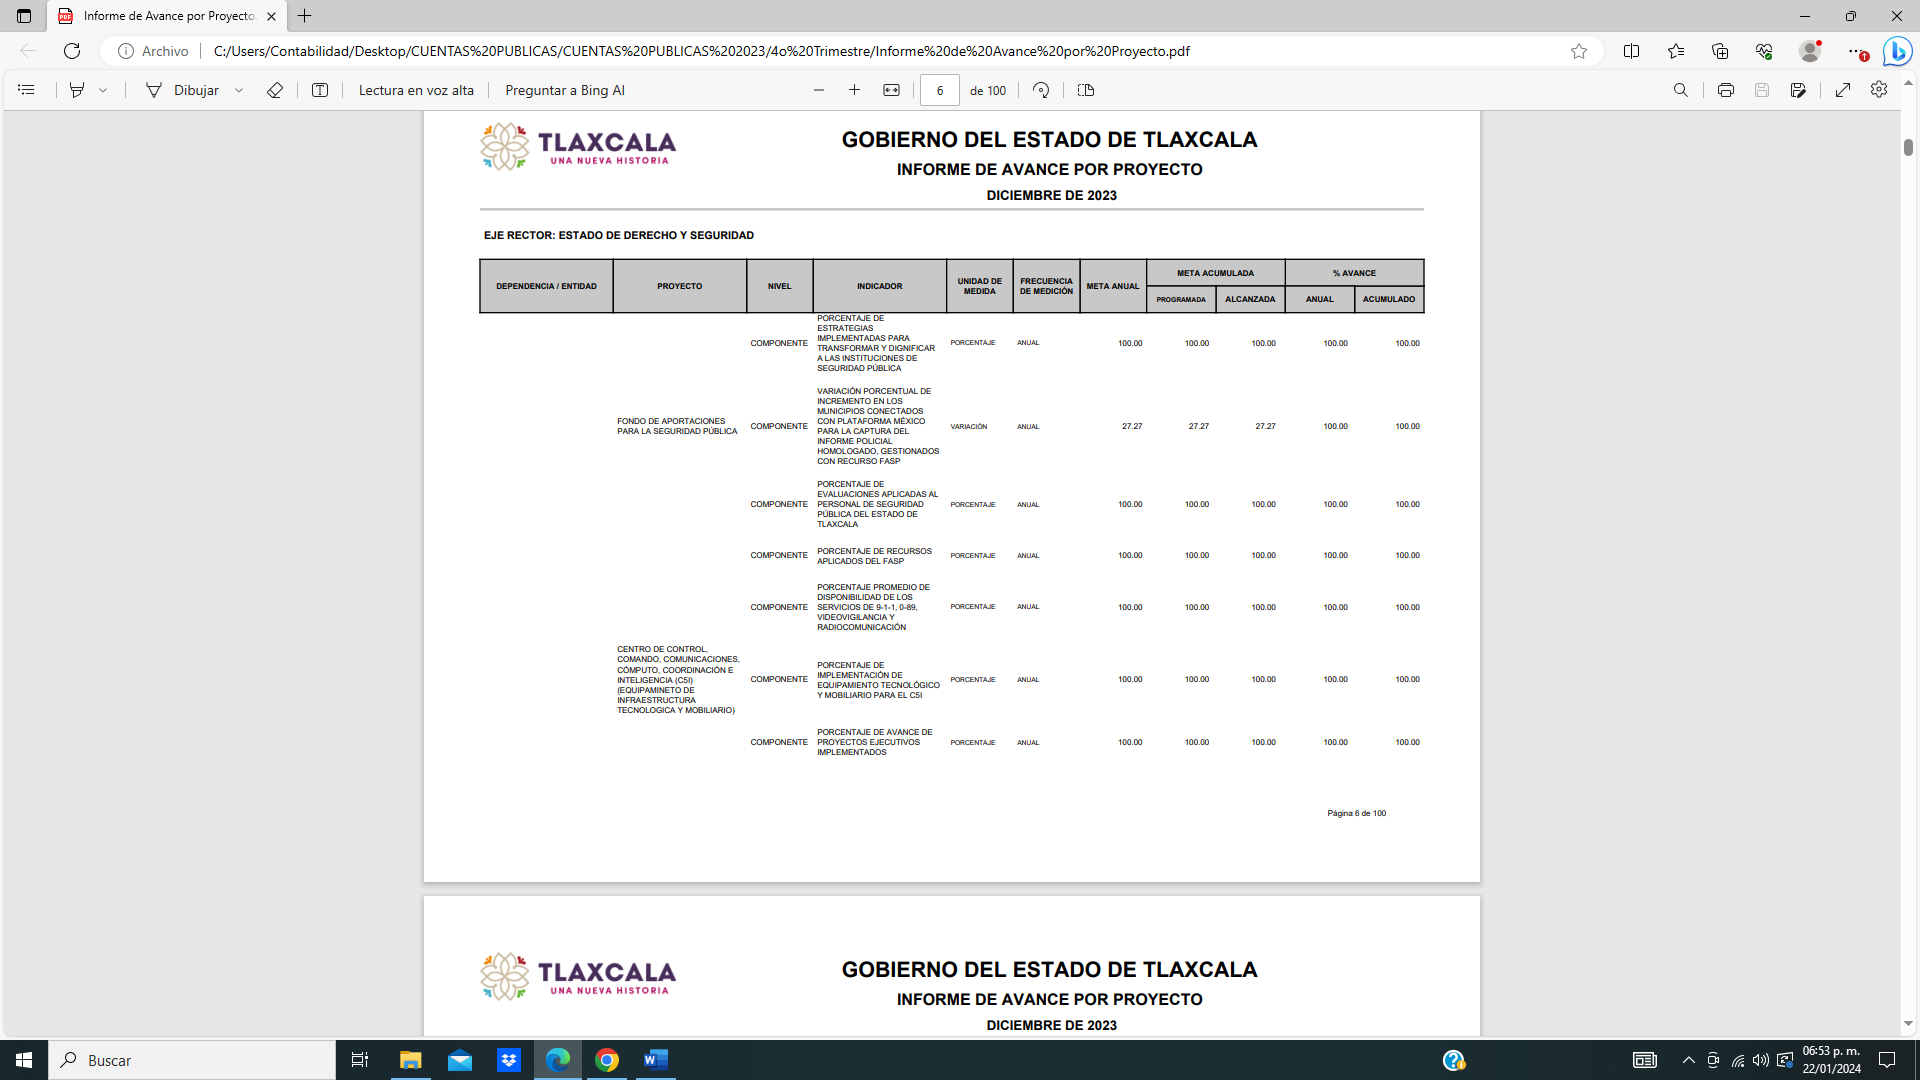 Informe de Avance por Proyecto.
Archivo
C:/Users/Contabilidad/Desktop/CUENTAS%20PUBLICAS/CUENTAS%20PUBLICAS%202023/4o%20Trimestre/Informe%20de%20Avance%20por%20Proyecto.pdf
Dibujar
Lectura en voz alta
Preguntar a Bing AI
6 de 100
TLAXCALA
UNA NUEVA HISTORIA
GOBIERNO DEL ESTADO DE TLAXCALA
INFORME DE AVANCE POR PROYECTO
DICIEMBRE DE 2023
EJE RECTOR: ESTADO DE DERECHO Y SEGURIDAD
DEPENDENCIA / ENTIDAD
PROYECTO
NIVEL
INDICADOR
UNIDAD DE
MEDIDA
FRECUENCIA
DE MEDICIÓN
META ANUAL
META ACUMULADA
PROGRAMADA
ALCANZADA
% AVANCE
ANUAL
ACUMULADO
COMPONENTE
PORCENTAJE DE
ESTRATEGIAS
IMPLEMENTADAS PARA
TRANSFORMAR Y DIGNIFICAR
A LAS INSTITUCIONES DE
SEGURIDAD PÚBLICA
PORCENTAJE ANUAL 100.00 100.00 100.00 100.00 100.00
FONDO DE APORTACIONES
PARA LA SEGURIDAD PÚBLICA
COMPONENTE
VARIACIÓN PORCENTUAL DE
INCREMENTO EN LOS
MUNICIPIOS CONECTADOS
CON PLATAFORMA MÉXICO
PARA LA CAPTURA DEL
INFORME POLICIAL
HOMOLOGADO, GESTIONADOS
CON RECURSO FASP
VARIACIÓN ANUAL 27.27 27.27 27.27 100.00 100.00
COMPONENTE
PORCENTAJE DE
EVALUACIONES APLICADAS AL
PERSONAL DE SEGURIDAD
PÚBLICA DEL ESTADO DE
TLAXCALA
PORCENTAJE ANUAL 100.00 100.00 100.00 100.00 100.00
COMPONENTE
PORCENTAJE DE RECURSOS
APLICADOS DEL FASP
PORCENTAJE ANUAL 100.00 100.00 100.00 100.00 100.00
COMPONENTE
PORCENTAJE PROMEDIO DE
DISPONIBILIDAD DE LOS
SERVICIOS DE 9-1-1, 0-89,
VIDEOVIGILANCIA Y
RADIOCOMUNICACIÓN
PORCENTAJE ANUAL 100.00 100.00 100.00 100.00 100.00
CENTRO DE CONTROL,
COMANDO, COMUNICACIONES,
CÓMPUTO, COORDINACIÓN E
INTELIGENCIA (C5I)
(EQUIPAMINETO DE
INFRAESTRUCTURA
TECNOLOGICA Y MOBILIARIO)
COMPONENTE
PORCENTAJE DE
IMPLEMENTACIÓN DE
EQUIPAMIENTO TECNOLÓGICO
Y MOBILIARIO PARA EL C5I
PORCENTAJE ANUAL 100.00 100.00 100.00 100.00 100.00
COMPONENTE
PORCENTAJE DE AVANCE DE
PROYECTOS EJECUTIVOS
IMPLEMENTADOS
PORCENTAJE ANUAL 100.00 100.00 100.00 100.00 100.00
Página 6 de 100
TLAXCALA
UNA NUEVA HISTORIA
GOBIERNO DEL ESTADO DE TLAXCALA
INFORME DE AVANCE POR PROYECTO
DICIEMBRE DE 2023
Buscar
06:53 p. m.
22/01/2024